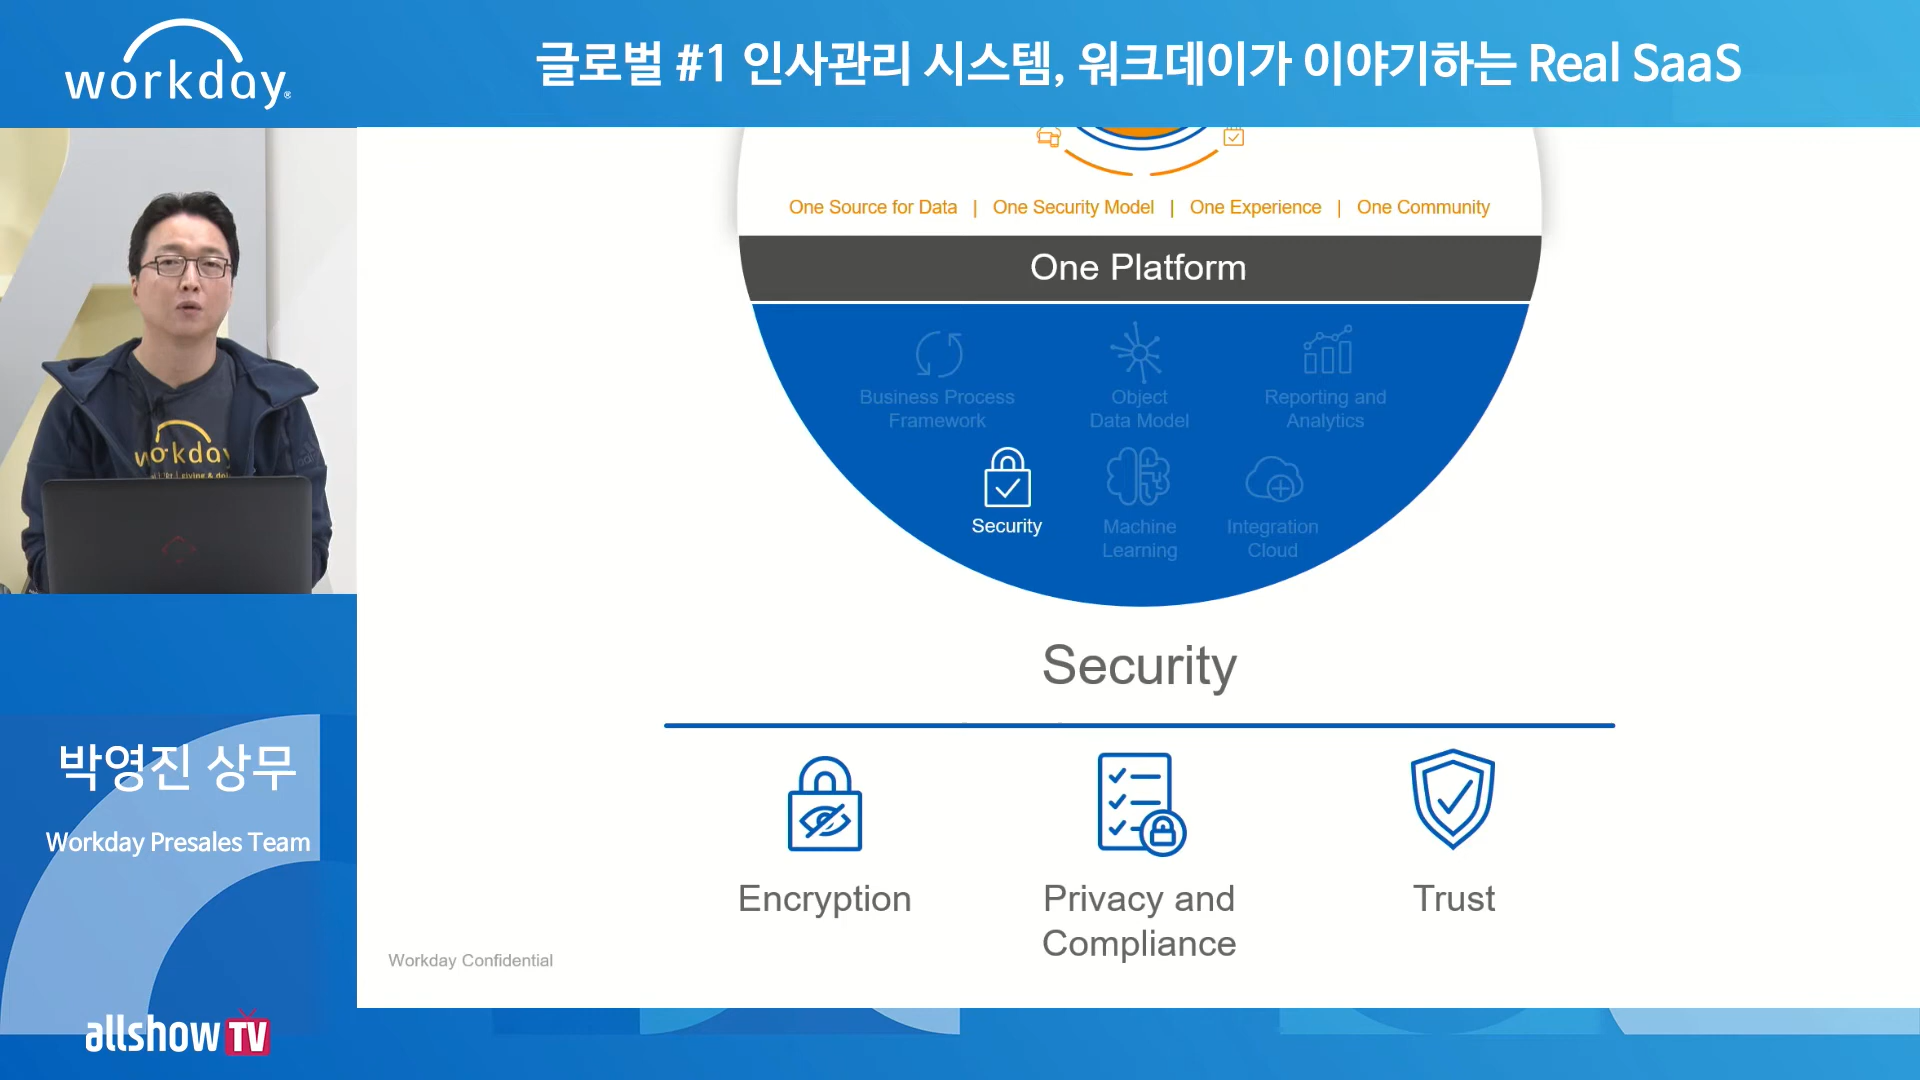 workday®
글로벌 #1 인사관리 시스템, 워크데이가 이야기하는 Real SaaS
One Source for Data | One Security Model | One Experience | One Community
One Platform
Business Process
Framework
Object
Data Model
Reporting and
Analytics
Security
Machine
Learning
Integration
Cloud
Security
Encryption
Privacy and
Compliance
Trust
Workday Confidential
workday
박영진 상무
Workday Presales Team
allshow TV